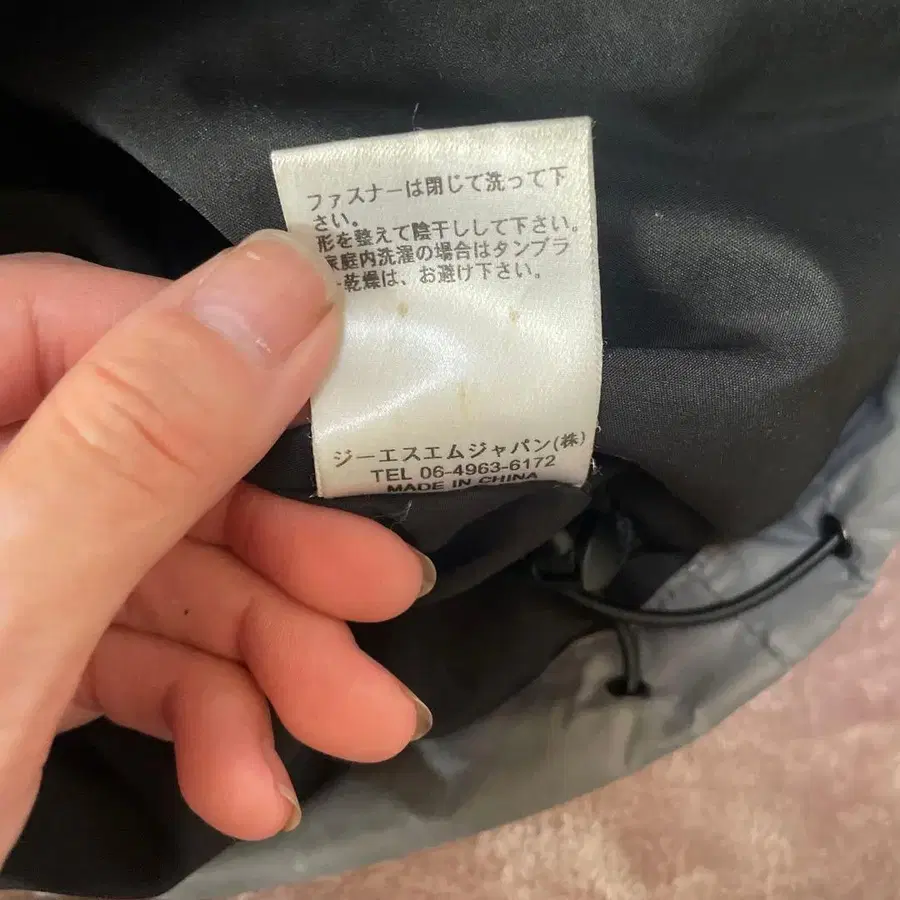 ファスナーは閉じて洗って下
さい。
形を整えて陰干しして下さい。
家庭内洗濯の場合はタンブラ
ー乾燥は、お避け下さい。
ジーエスエムジャパン(株)
TEL 06-4963-6172
MADE IN CHINA